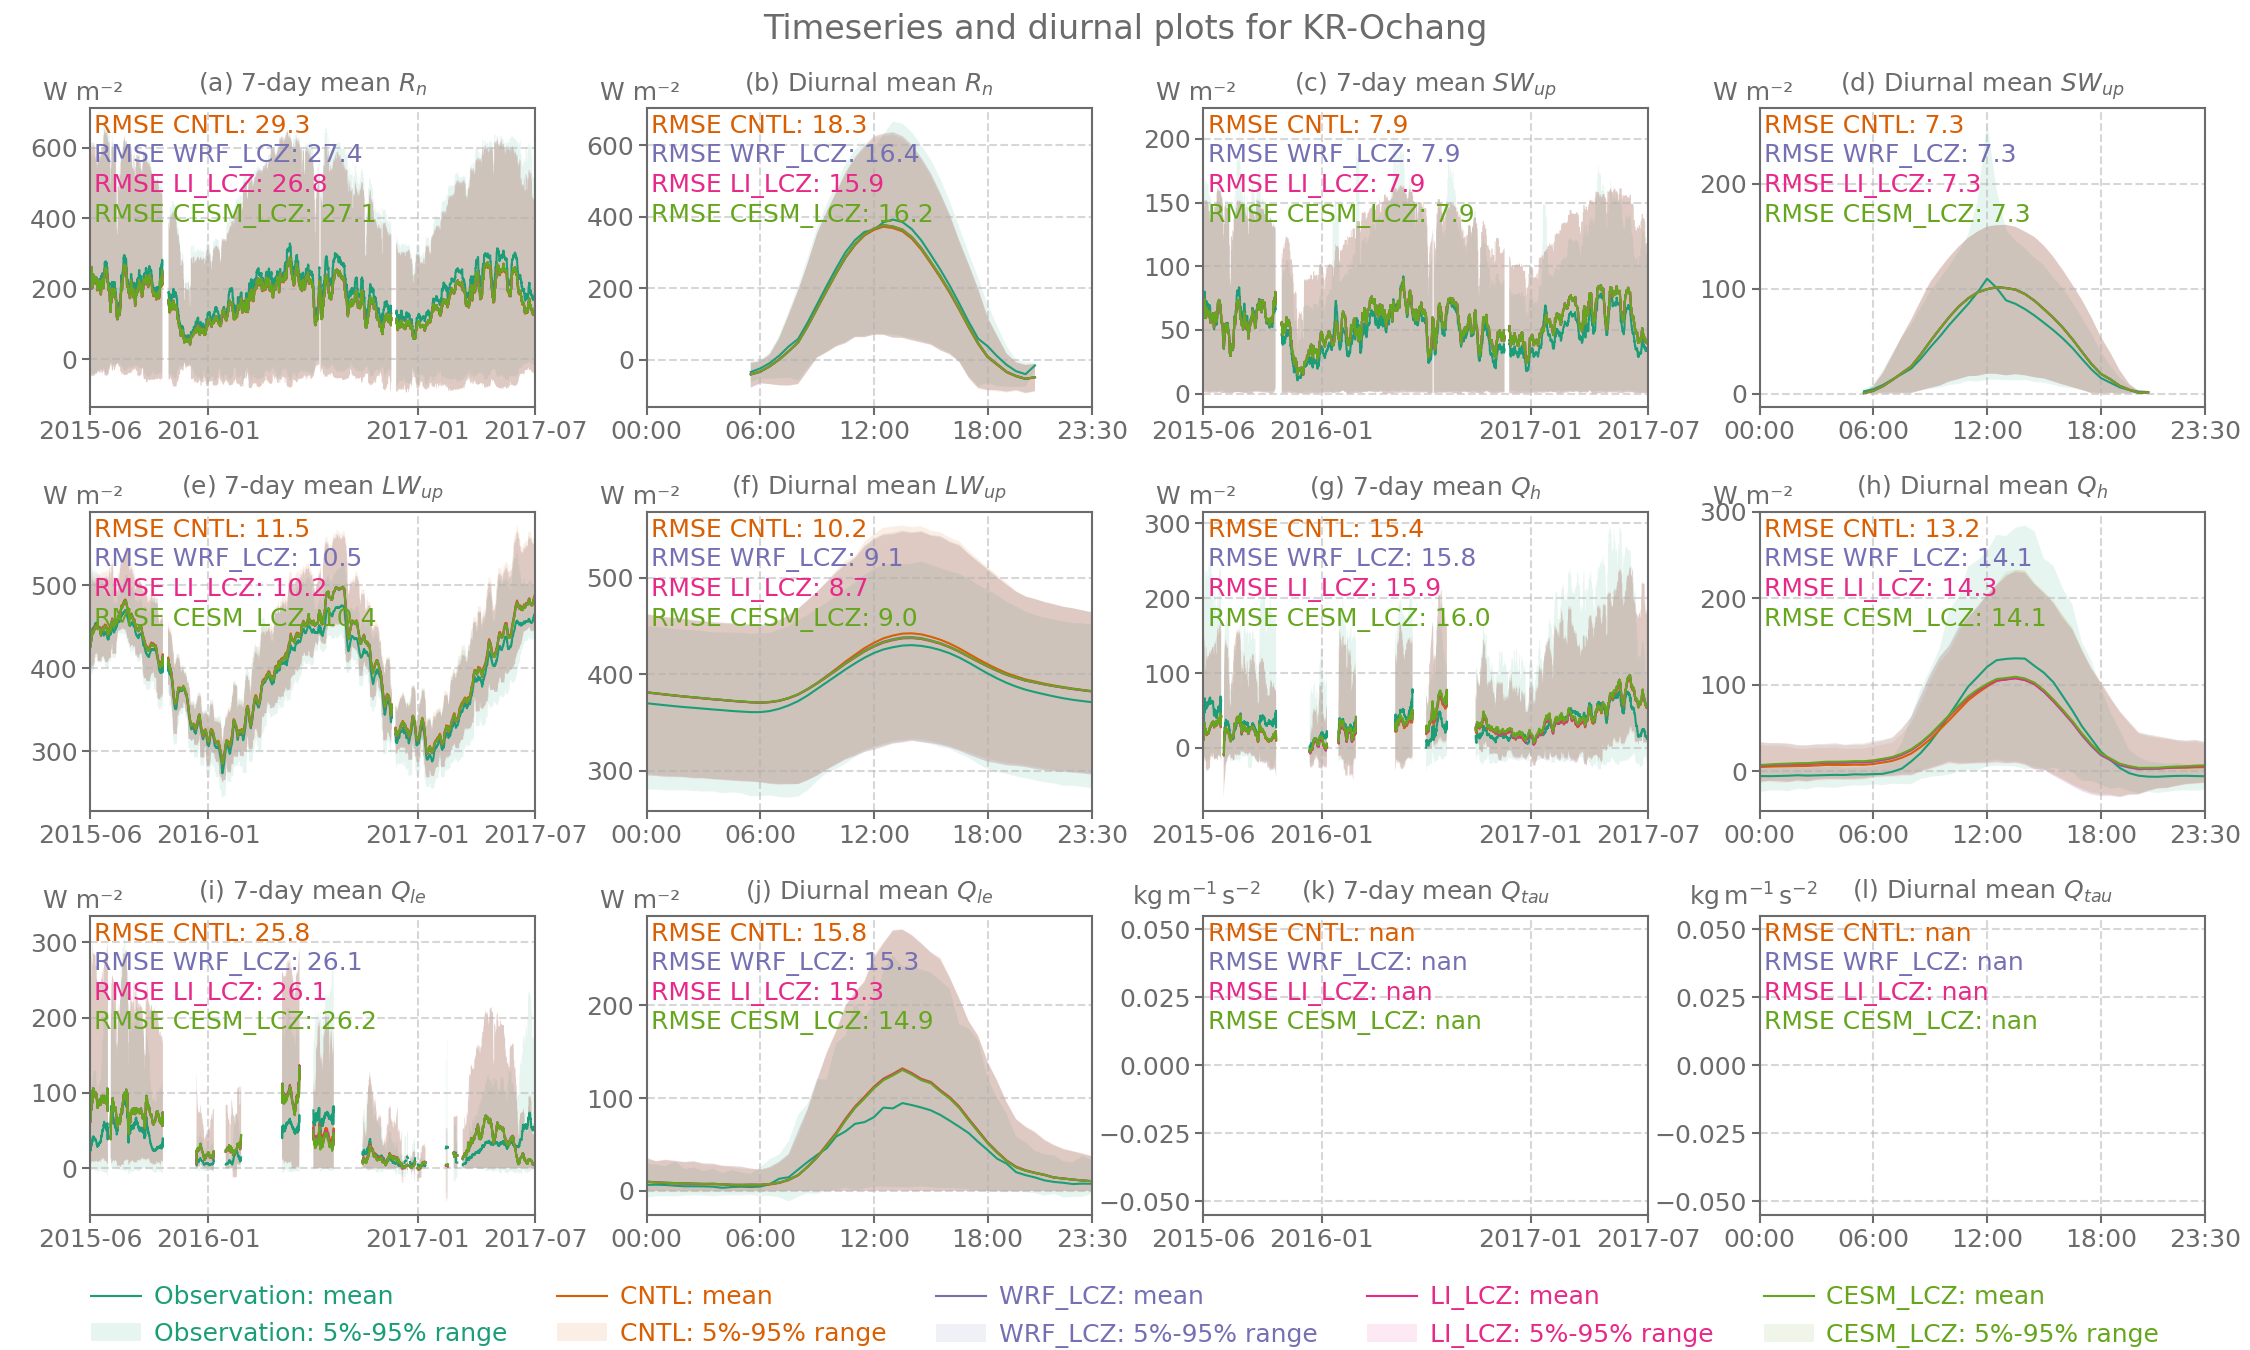 Timeseries and diurnal plots for KR-Ochang
W m⁻² (a) 7-day mean Rₙ
RMSE CNTL: 29.3
RMSE WRF_LCZ: 27.4
RMSE LI_LCZ: 26.8
RMSE CESM_LCZ: 27.1
600
400
200
0
2015-06 2016-01 2017-01 2017-07
W m⁻² (b) Diurnal mean Rₙ
RMSE CNTL: 18.3
RMSE WRF_LCZ: 16.4
RMSE LI_LCZ: 15.9
RMSE CESM_LCZ: 16.2
600
400
200
0
00:00 06:00 12:00 18:00 23:30
W m⁻² (c) 7-day mean SW_up
RMSE CNTL: 7.9
RMSE WRF_LCZ: 7.9
RMSE LI_LCZ: 7.9
RMSE CESM_LCZ: 7.9
200
150
100
50
0
2015-06 2016-01 2017-01 2017-07
W m⁻² (d) Diurnal mean SW_up
RMSE CNTL: 7.3
RMSE WRF_LCZ: 7.3
RMSE LI_LCZ: 7.3
RMSE CESM_LCZ: 7.3
200
100
0
00:00 06:00 12:00 18:00 23:30
W m⁻² (e) 7-day mean LW_up
RMSE CNTL: 11.5
RMSE WRF_LCZ: 10.5
RMSE LI_LCZ: 10.2
RMSE CESM_LCZ: 10.4
500
400
300
2015-06 2016-01 2017-01 2017-07
W m⁻² (f) Diurnal mean LW_up
RMSE CNTL: 10.2
RMSE WRF_LCZ: 9.1
RMSE LI_LCZ: 8.7
RMSE CESM_LCZ: 9.0
500
400
300
00:00 06:00 12:00 18:00 23:30
W m⁻² (g) 7-day mean Q_h
RMSE CNTL: 15.4
RMSE WRF_LCZ: 15.8
RMSE LI_LCZ: 15.9
RMSE CESM_LCZ: 16.0
300
200
100
0
2015-06 2016-01 2017-01 2017-07
W m⁻² (h) Diurnal mean Q_h
RMSE CNTL: 13.2
RMSE WRF_LCZ: 14.1
RMSE LI_LCZ: 14.3
RMSE CESM_LCZ: 14.1
300
200
100
0
00:00 06:00 12:00 18:00 23:30
W m⁻² (i) 7-day mean Q_le
RMSE CNTL: 25.8
RMSE WRF_LCZ: 26.1
RMSE LI_LCZ: 26.1
RMSE CESM_LCZ: 26.2
300
200
100
0
2015-06 2016-01 2017-01 2017-07
W m⁻² (j) Diurnal mean Q_le
RMSE CNTL: 15.8
RMSE WRF_LCZ: 15.3
RMSE LI_LCZ: 15.3
RMSE CESM_LCZ: 14.9
200
100
0
00:00 06:00 12:00 18:00 23:30
kg m⁻¹ s⁻² (k) 7-day mean Q_tau
RMSE CNTL: nan
RMSE WRF_LCZ: nan
RMSE LI_LCZ: nan
RMSE CESM_LCZ: nan
0.050
0.025
0.000
−0.025
−0.050
2015-06 2016-01 2017-01 2017-07
kg m⁻¹ s⁻² (l) Diurnal mean Q_tau
RMSE CNTL: nan
RMSE WRF_LCZ: nan
RMSE LI_LCZ: nan
RMSE CESM_LCZ: nan
0.050
0.025
0.000
−0.025
−0.050
00:00 06:00 12:00 18:00 23:30
Observation: mean CNTL: mean WRF_LCZ: mean LI_LCZ: mean CESM_LCZ: mean
Observation: 5%-95% range CNTL: 5%-95% range WRF_LCZ: 5%-95% range LI_LCZ: 5%-95% range CESM_LCZ: 5%-95% range